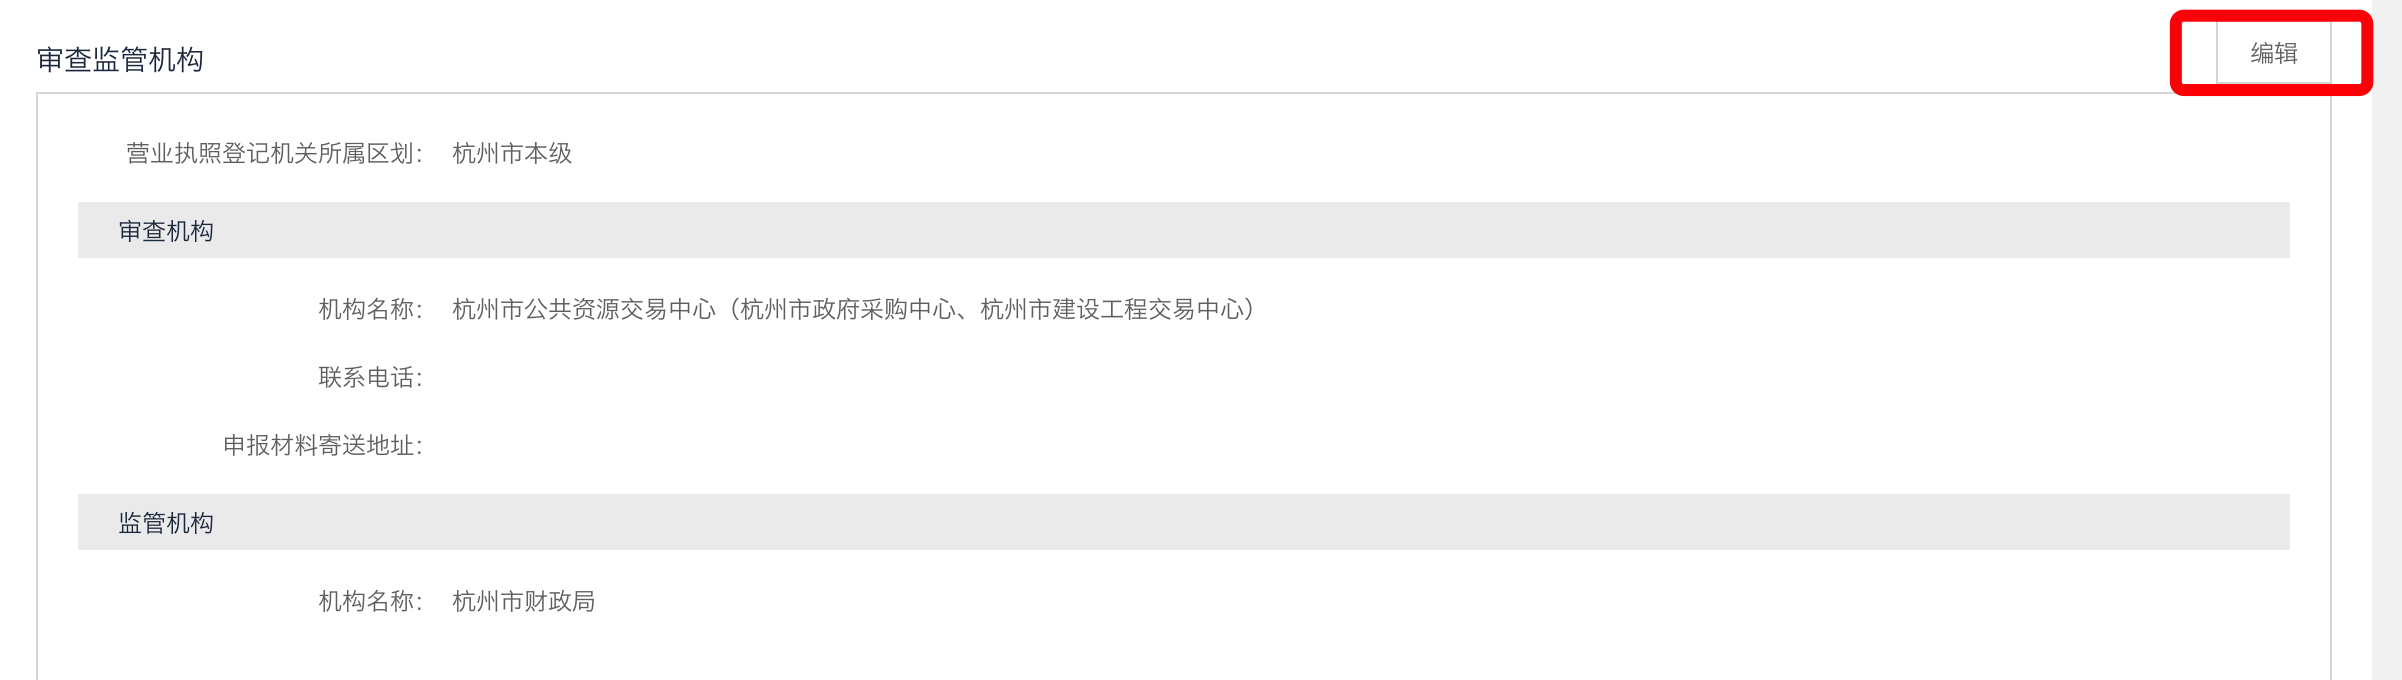 审查监管机构
编辑
营业执照登记机关所属区划： 杭州市本级
审查机构
机构名称： 杭州市公共资源交易中心（杭州市政府采购中心、杭州市建设工程交易中心）
联系电话：
申报材料寄送地址：
监管机构
机构名称： 杭州市财政局